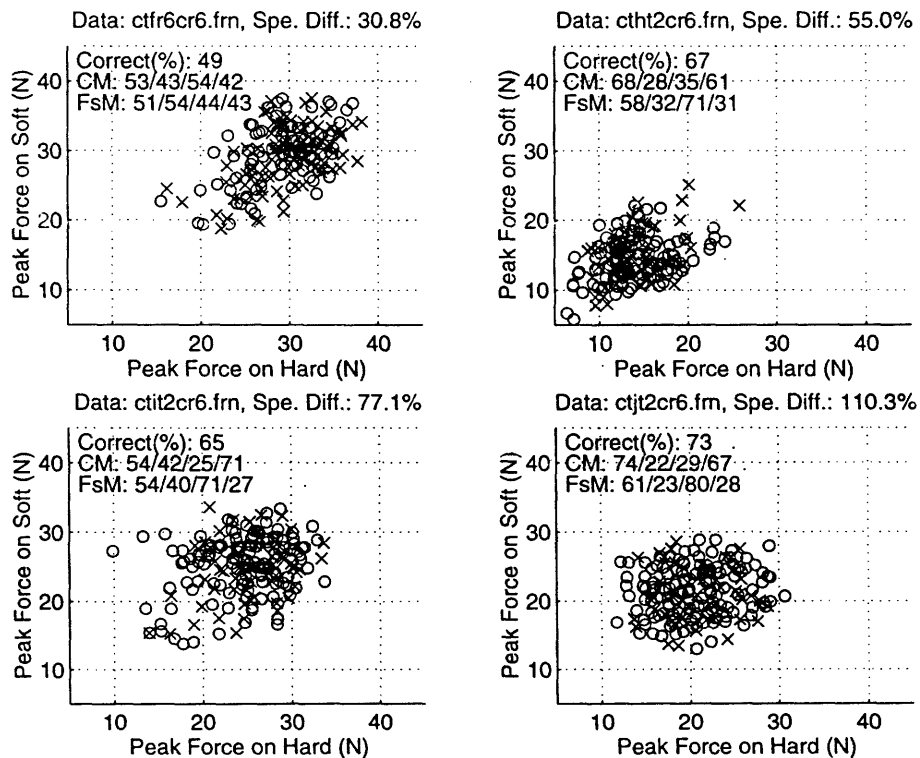 Data: ctfr6cr6.frn, Spe. Diff.: 30.8%
Correct(%): 49
CM: 53/43/54/42
FsM: 51/54/44/43
40
30
20
10
Peak Force on Soft (N)
10 20 30 40
Peak Force on Hard (N)
Data: ctht2cr6.frn, Spe. Diff.: 55.0%
Correct(%): 67
CM: 68/28/35/61
FsM: 58/32/71/31
40
30
20
10
Peak Force on Soft (N)
10 20 30 40
Peak Force on Hard (N)
Data: ctit2cr6.frn, Spe. Diff.: 77.1%
Correct(%): 65
CM: 54/42/25/71
FsM: 54/40/71/27
40
30
20
10
Peak Force on Soft (N)
10 20 30 40
Peak Force on Hard (N)
Data: ctjt2cr6.frn, Spe. Diff.: 110.3%
Correct(%): 73
CM: 74/22/29/67
FsM: 61/23/80/28
40
30
20
10
Peak Force on Soft (N)
10 20 30 40
Peak Force on Hard (N)